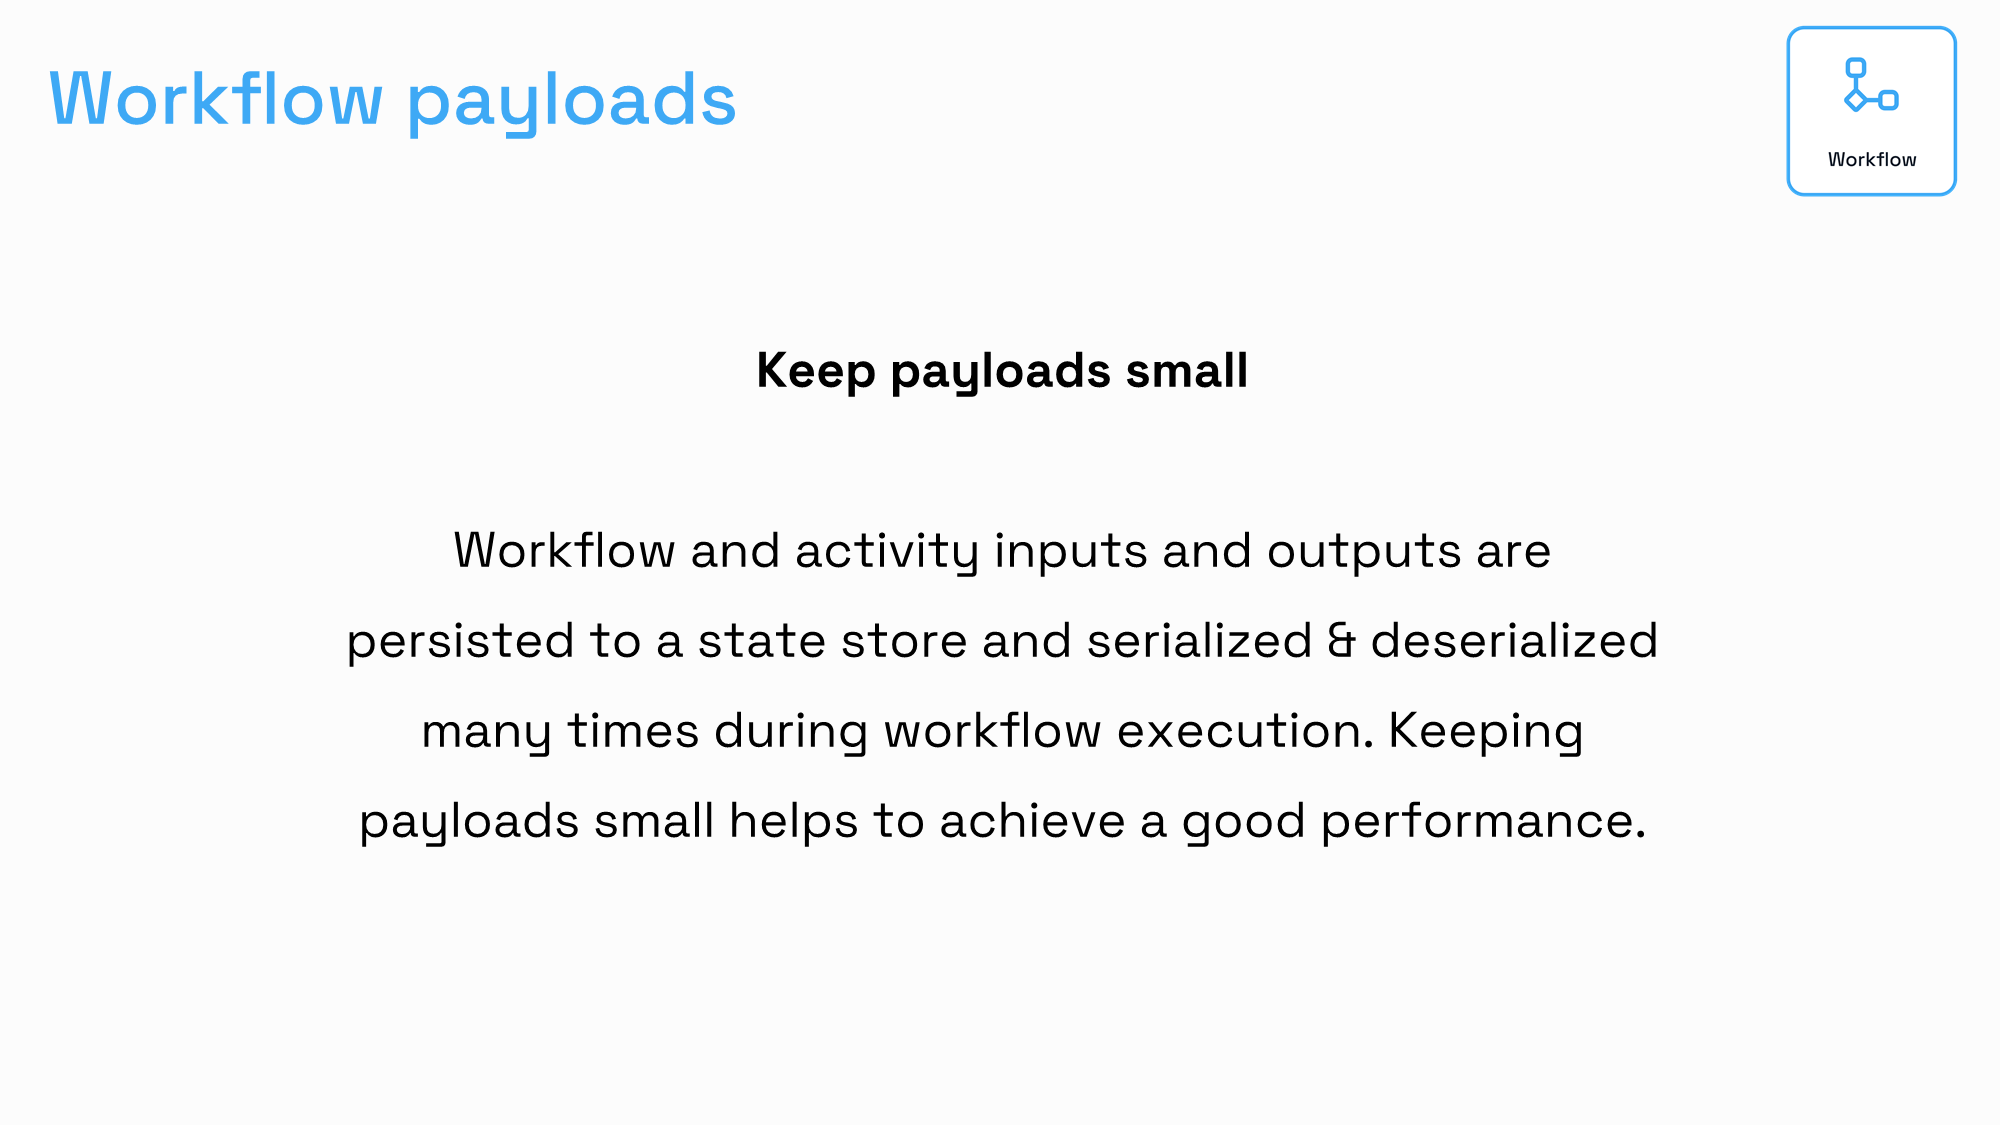 Workflow payloads
Workflow
Keep payloads small
Workflow and activity inputs and outputs are
persisted to a state store and serialized & deserialized
many times during workflow execution. Keeping
payloads small helps to achieve a good performance.